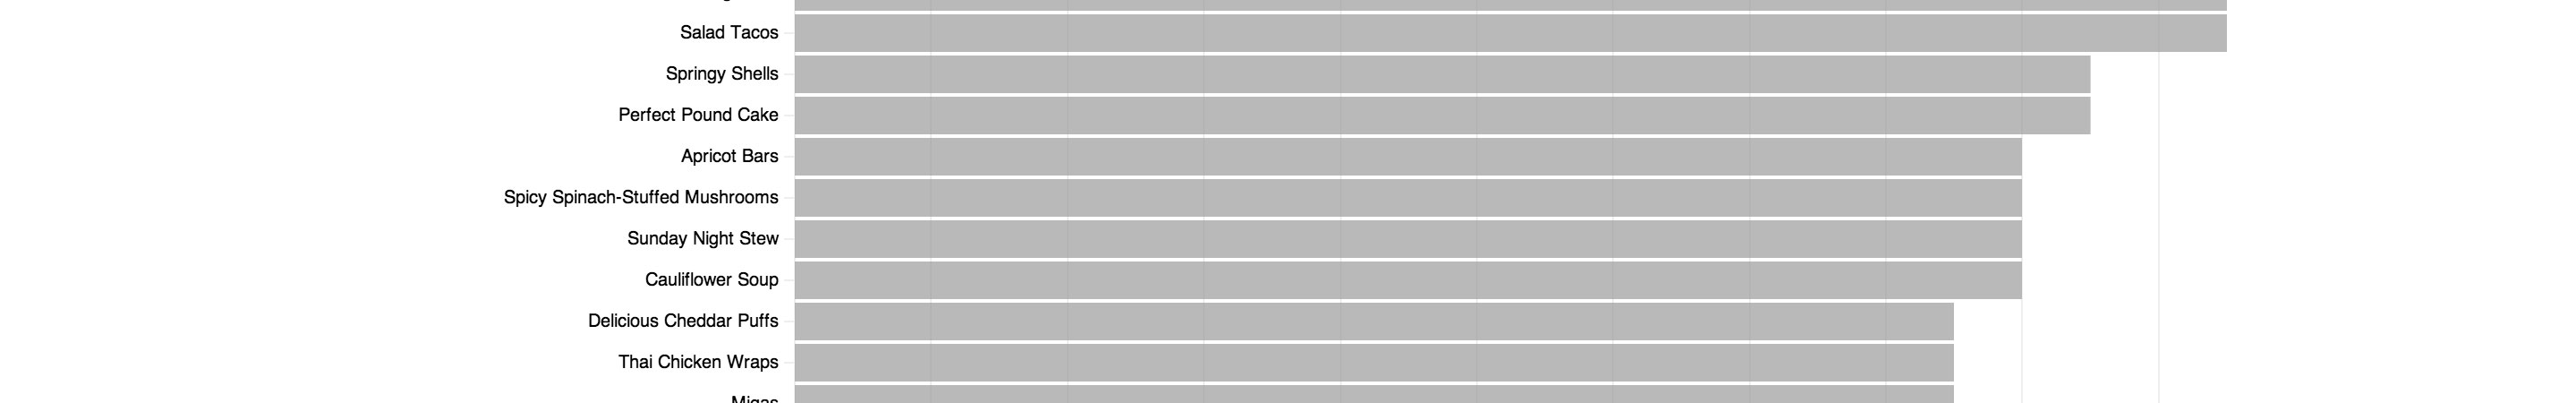 Salad Tacos
Springy Shells
Perfect Pound Cake
Apricot Bars
Spicy Spinach-Stuffed Mushrooms
Sunday Night Stew
Cauliflower Soup
Delicious Cheddar Puffs
Thai Chicken Wraps
Migas